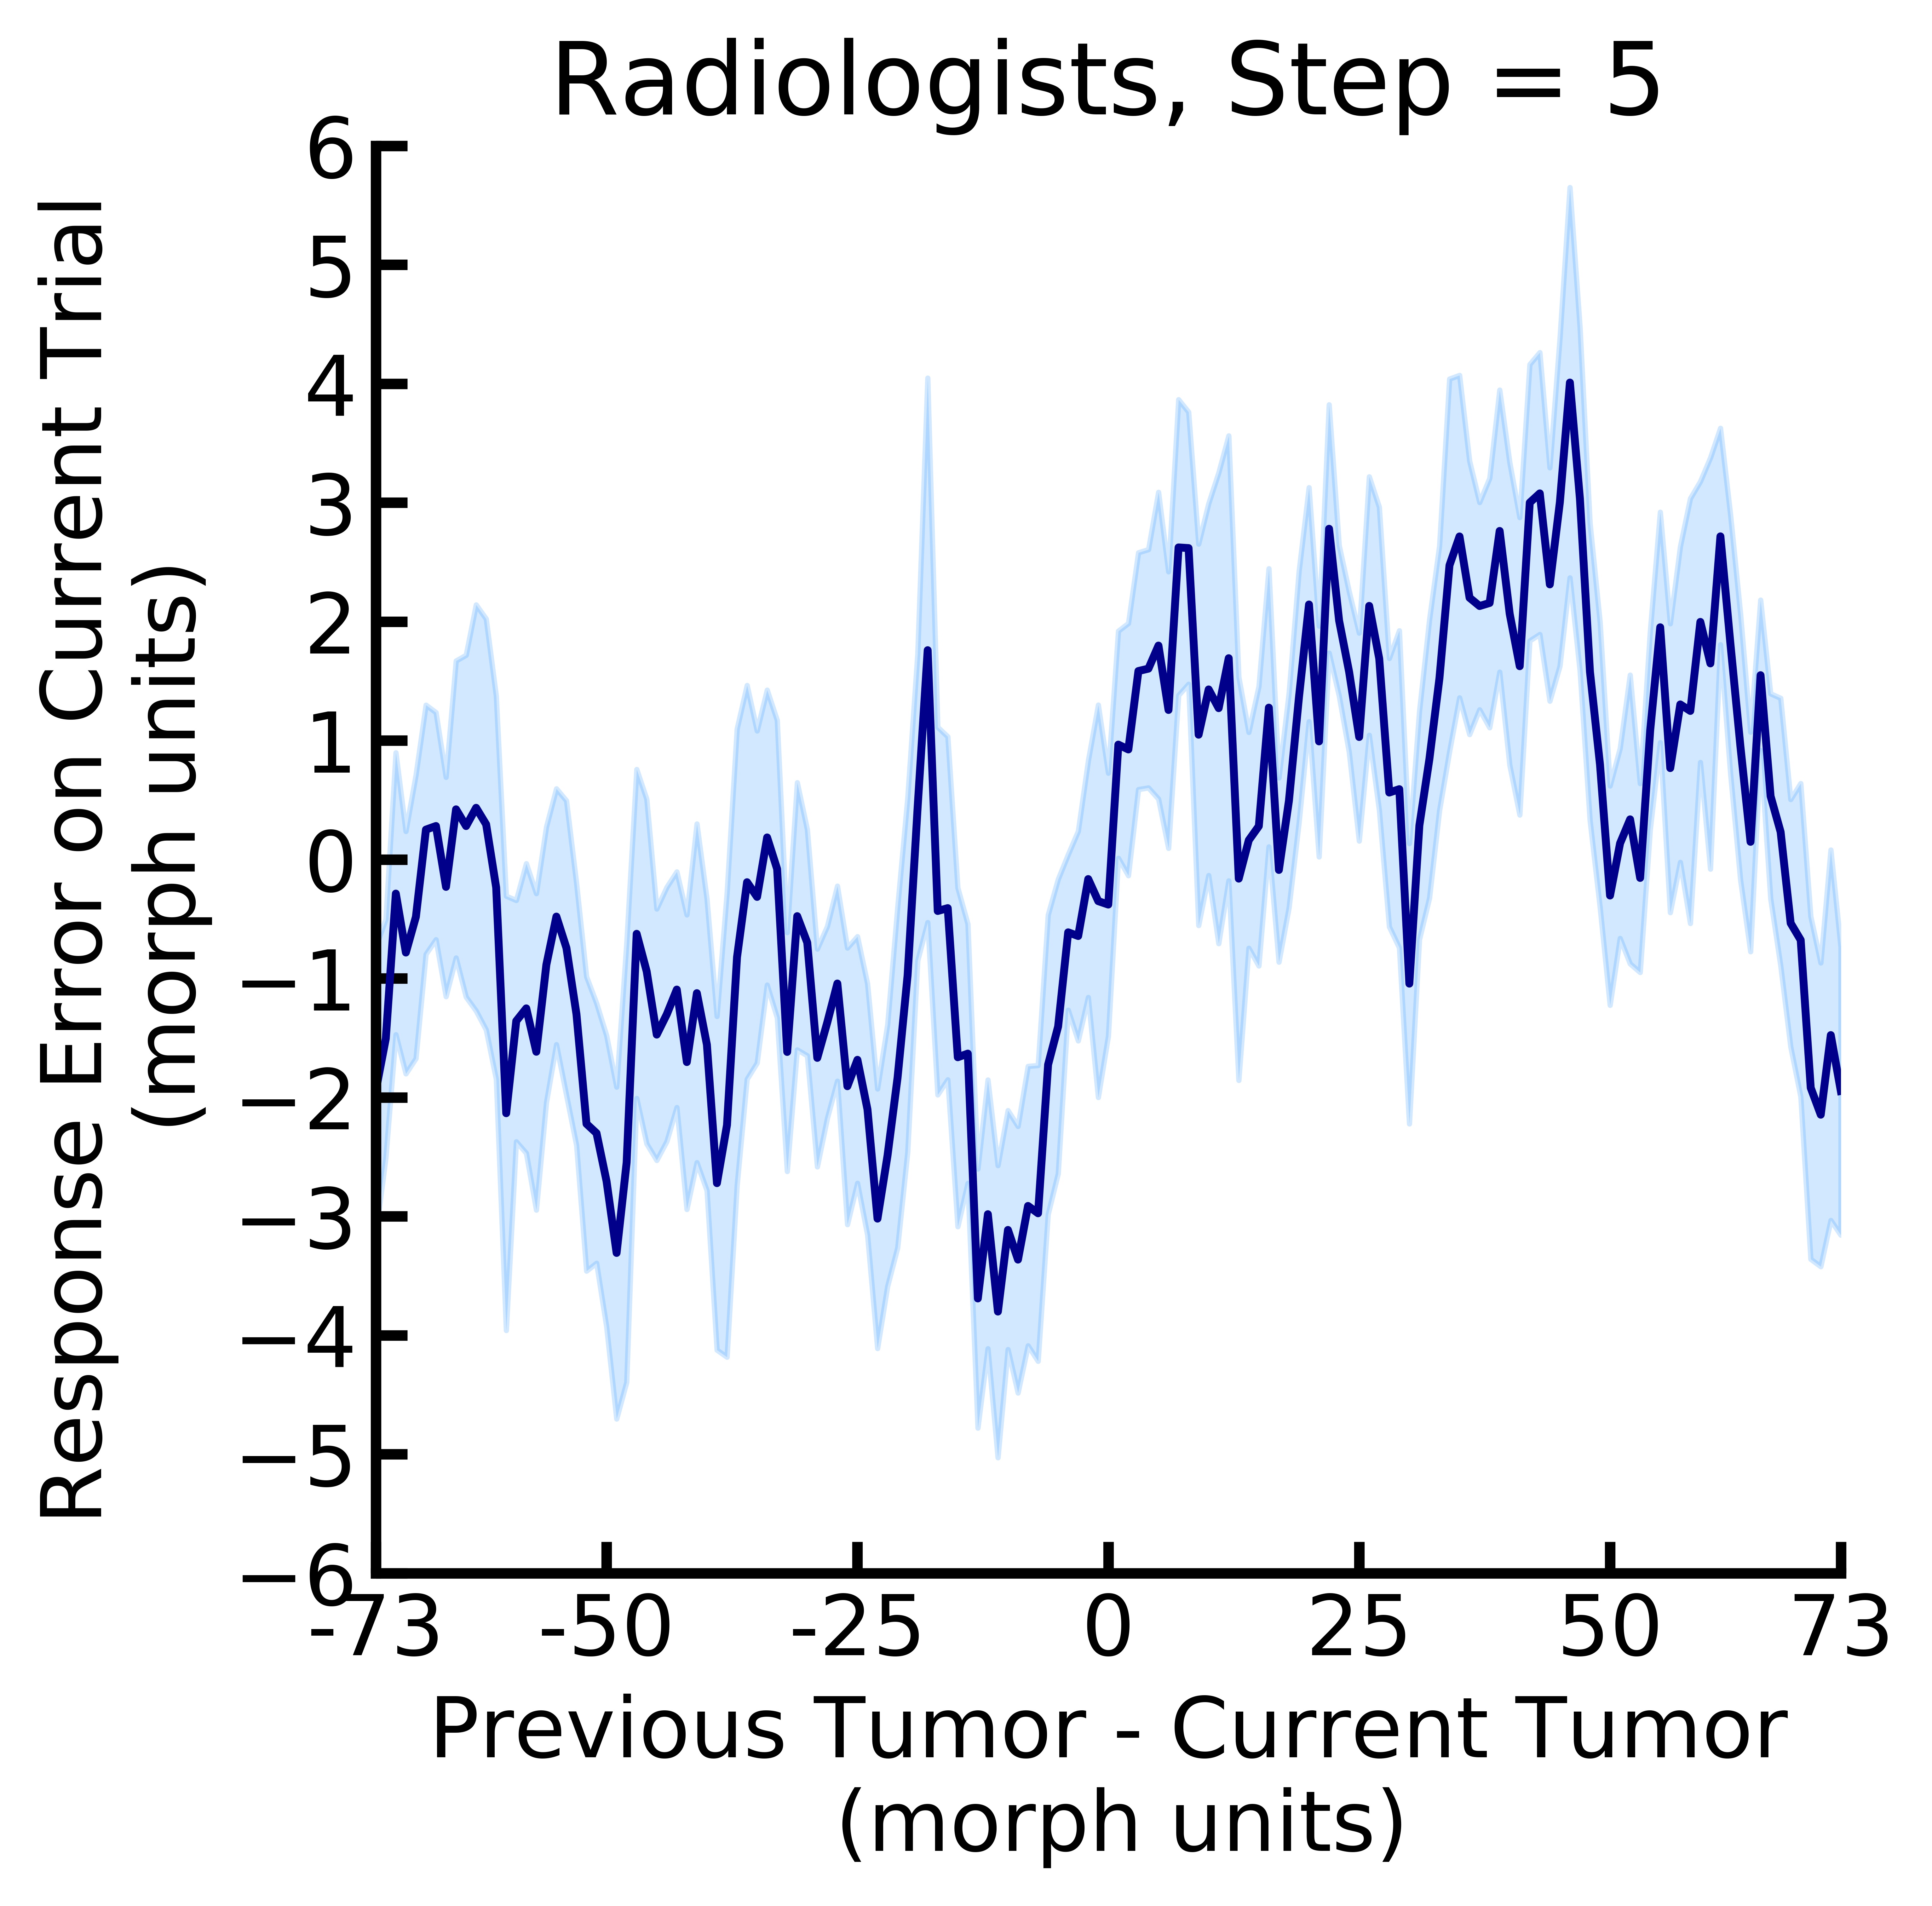 Radiologists, Step = 5
Response Error on Current Trial
(morph units)
6
5
4
3
2
1
0
−1
−2
−3
−4
−5
−6
-73 -50 -25 0 25 50 73
Previous Tumor - Current Tumor
(morph units)